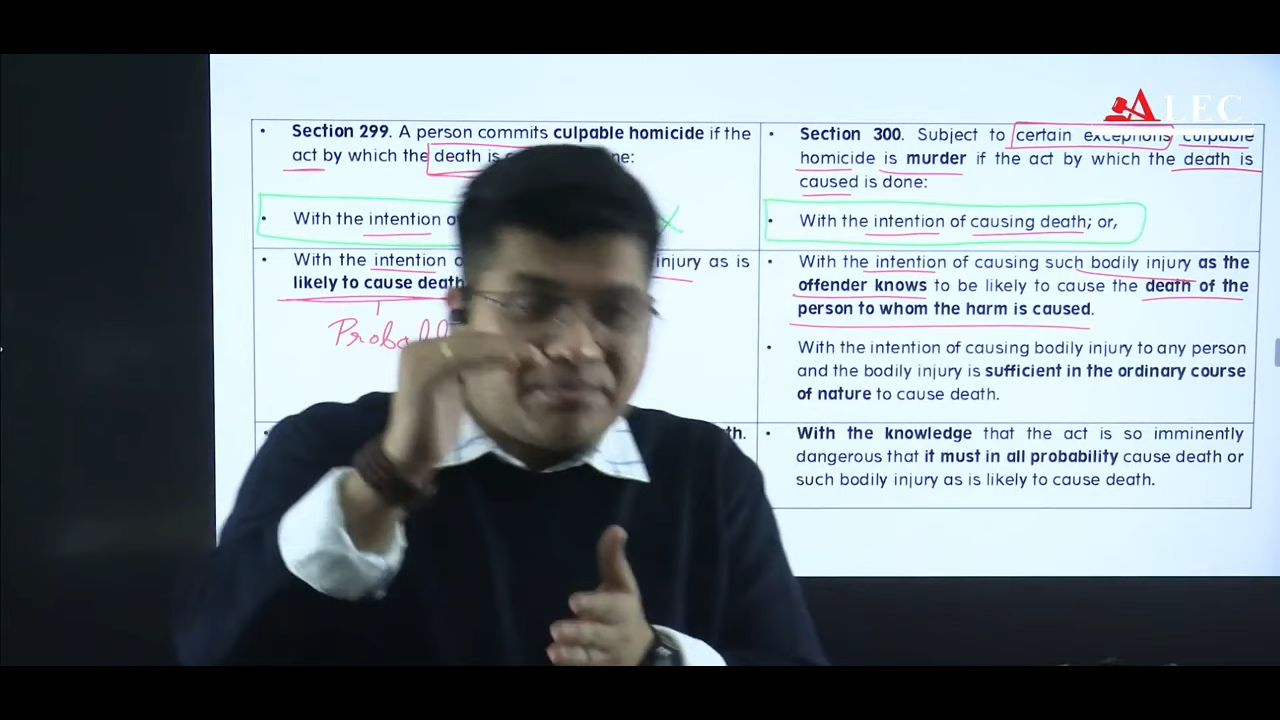 ALEC
Section 299. A person commits culpable homicide if the
act by which the death is
ne:
With the intention
X
With the intention
injury as is
likely to cause death
th.
Section 300. Subject to certain exceptions culpable
homicide is murder if the act by which the death is
caused is done:
With the intention of causing death; or,
With the intention of causing such bodily injury as the
offender knows to be likely to cause the death of the
person to whom the harm is caused.
With the intention of causing bodily injury to any person
and the bodily injury is sufficient in the ordinary course
of nature to cause death.
With the knowledge that the act is so imminently
dangerous that it must in all probability cause death or
such bodily injury as is likely to cause death.